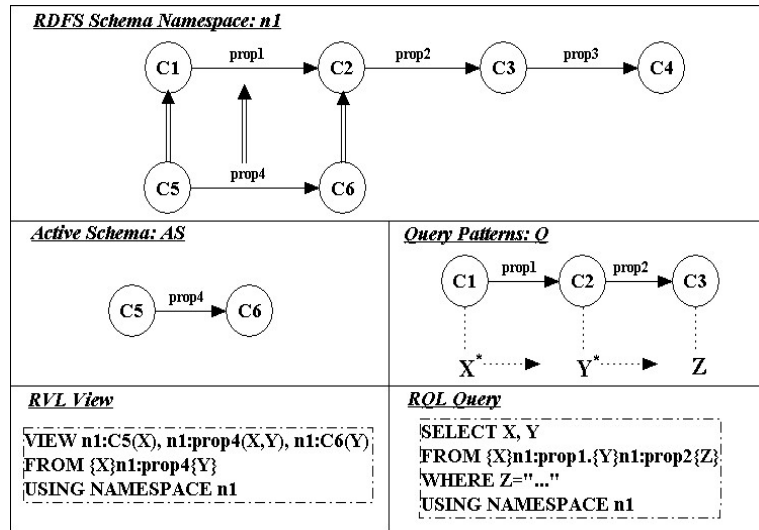 RDFS Schema Namespace: n1
C1 prop1 C2 prop2 C3 prop3 C4
C5 prop4 C6
Active Schema: AS
C5 prop4 C6
Query Patterns: Q
C1 prop1 C2 prop2 C3
X* Y* Z
RVL View
VIEW n1:C5(X), n1:prop4(X,Y), n1:C6(Y)
FROM {X}n1:prop4{Y}
USING NAMESPACE n1
RQL Query
SELECT X, Y
FROM {X}n1:prop1.{Y}n1:prop2{Z}
WHERE Z="..."
USING NAMESPACE n1